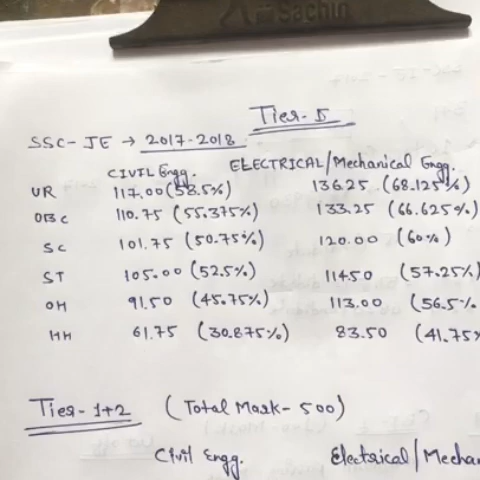 Sachin
Tier-I
SSC-JE → 2017-2018
CIVIL Engg. ELECTRICAL/Mechanical Engg.
UR 117.00 (58.5%) 136.25 (68.125%)
OBC 110.75 (55.375%) 133.25 (66.625%)
SC 101.75 (50.75%) 120.00 (60%)
ST 105.00 (52.5%) 114.50 (57.25%)
OH 91.50 (45.75%) 113.00 (56.5%
HH 61.75 (30.875%) 83.50 (41.75%
Tier-1+2 (Total Mark-500)
Civil Engg. Electrical/Mechan